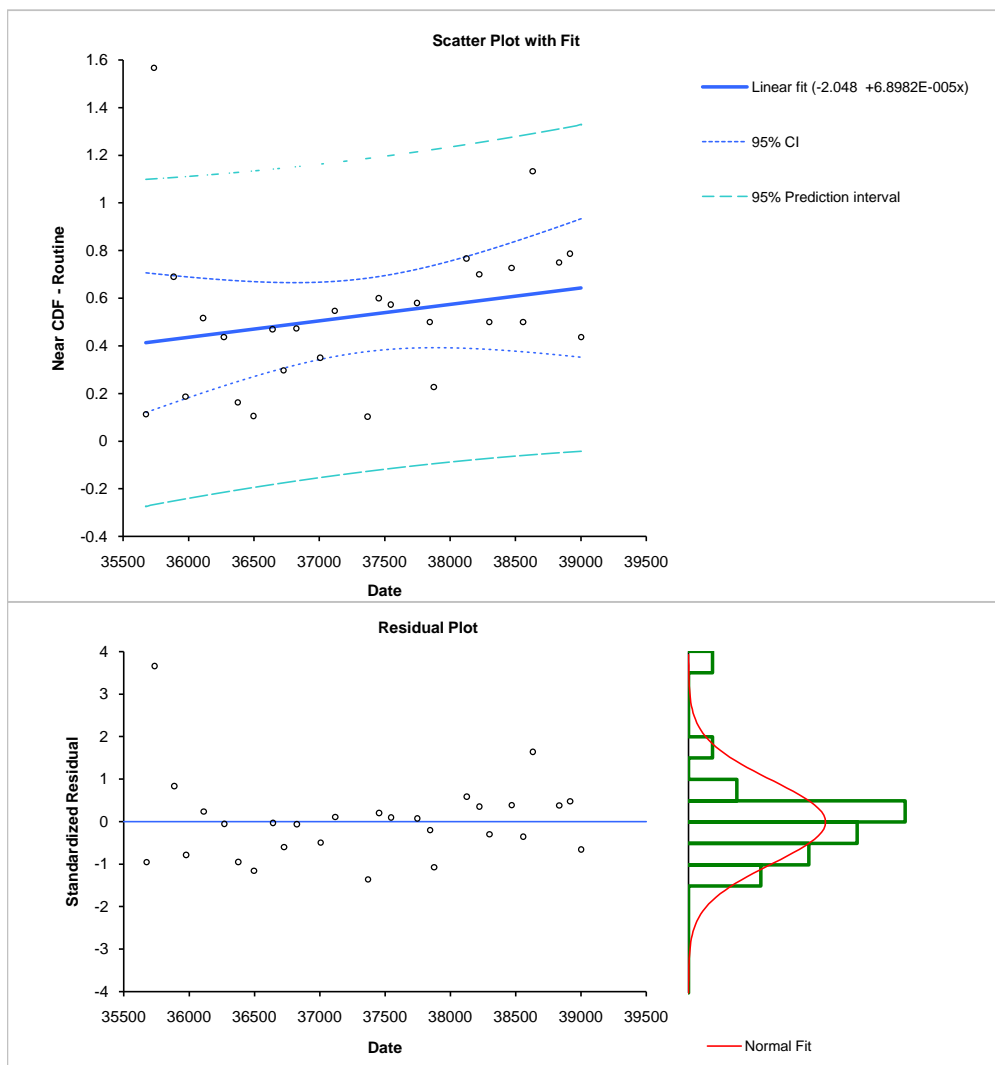 Scatter Plot with Fit
1.6
1.4
1.2
1
0.8
0.6
0.4
0.2
0
-0.2
-0.4
Near CDF - Routine
35500 36000 36500 37000 37500 38000 38500 39000 39500
Date
Linear fit (-2.048 +6.8982E-005x)
95% CI
95% Prediction interval
Residual Plot
4
3
2
1
0
-1
-2
-3
-4
Standardized Residual
35500 36000 36500 37000 37500 38000 38500 39000 39500
Date
Normal Fit